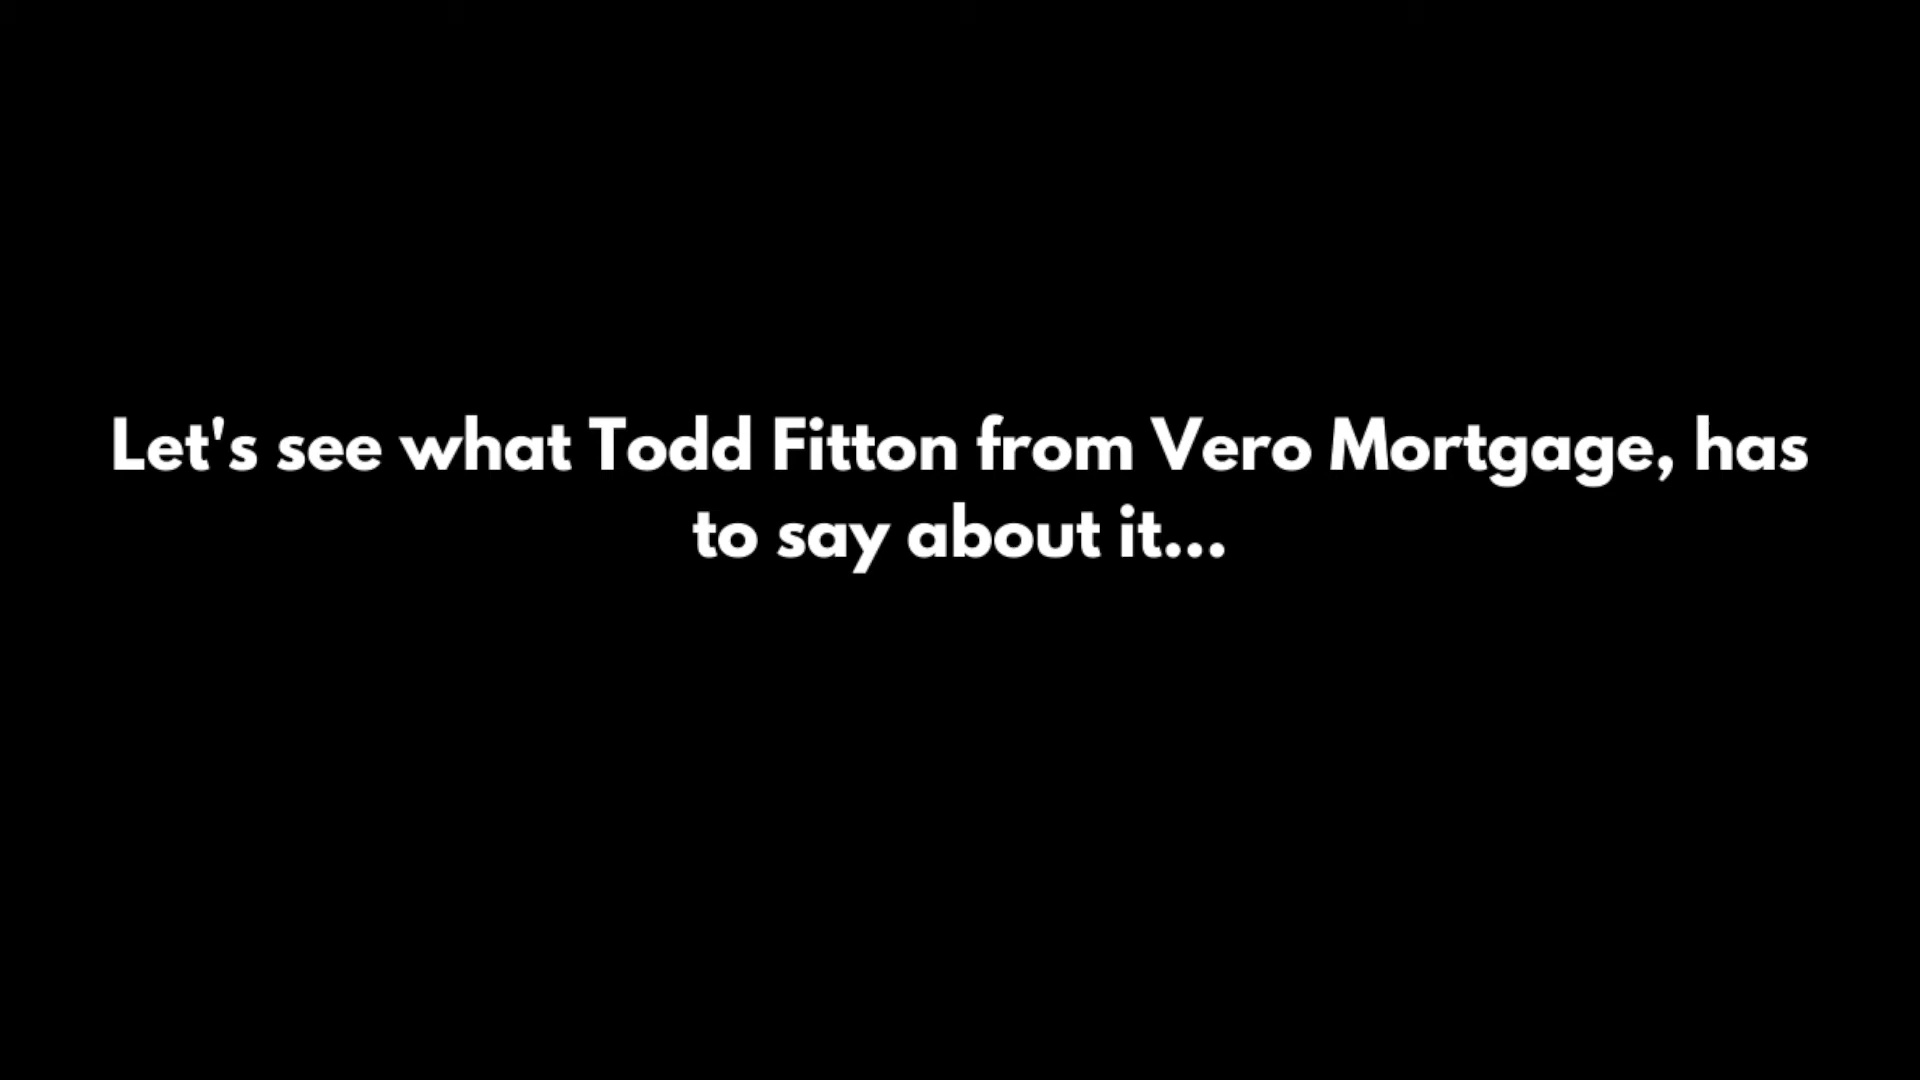 Let's see what Todd Fitton from Vero Mortgage, has
to say about it...